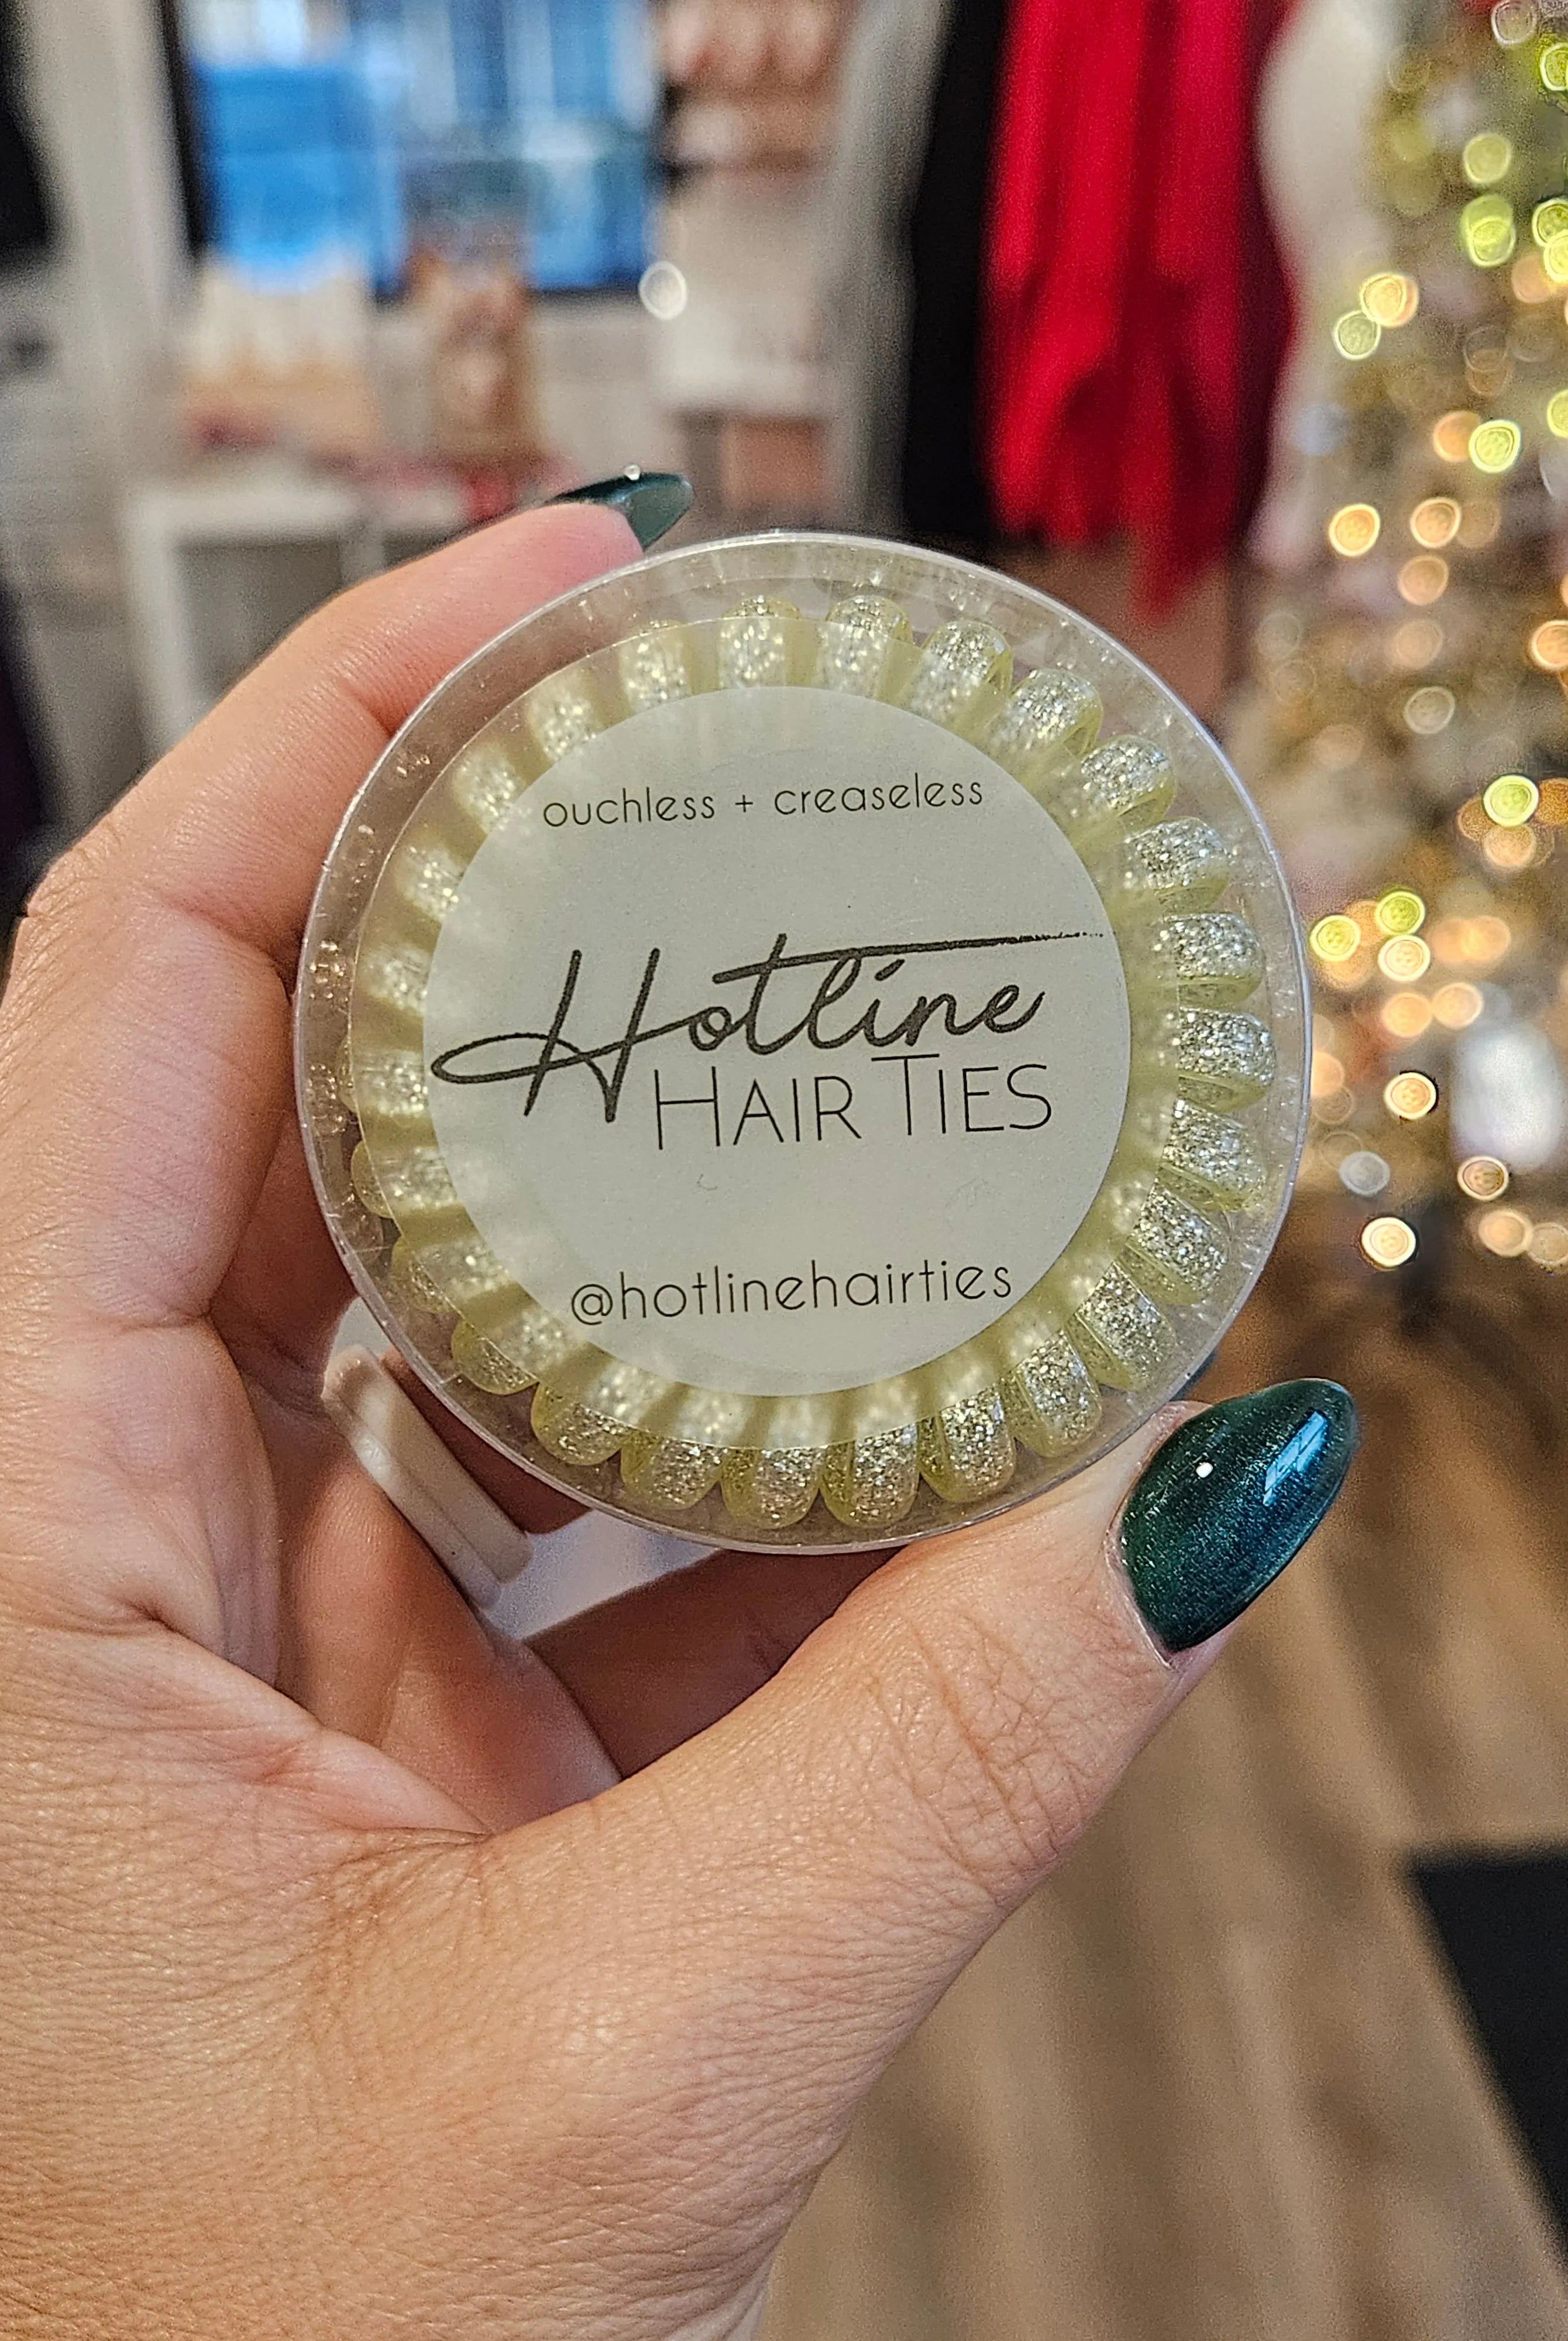 ouchless + creaseless
Hotline
HAIR TIES
@hotlinehairties